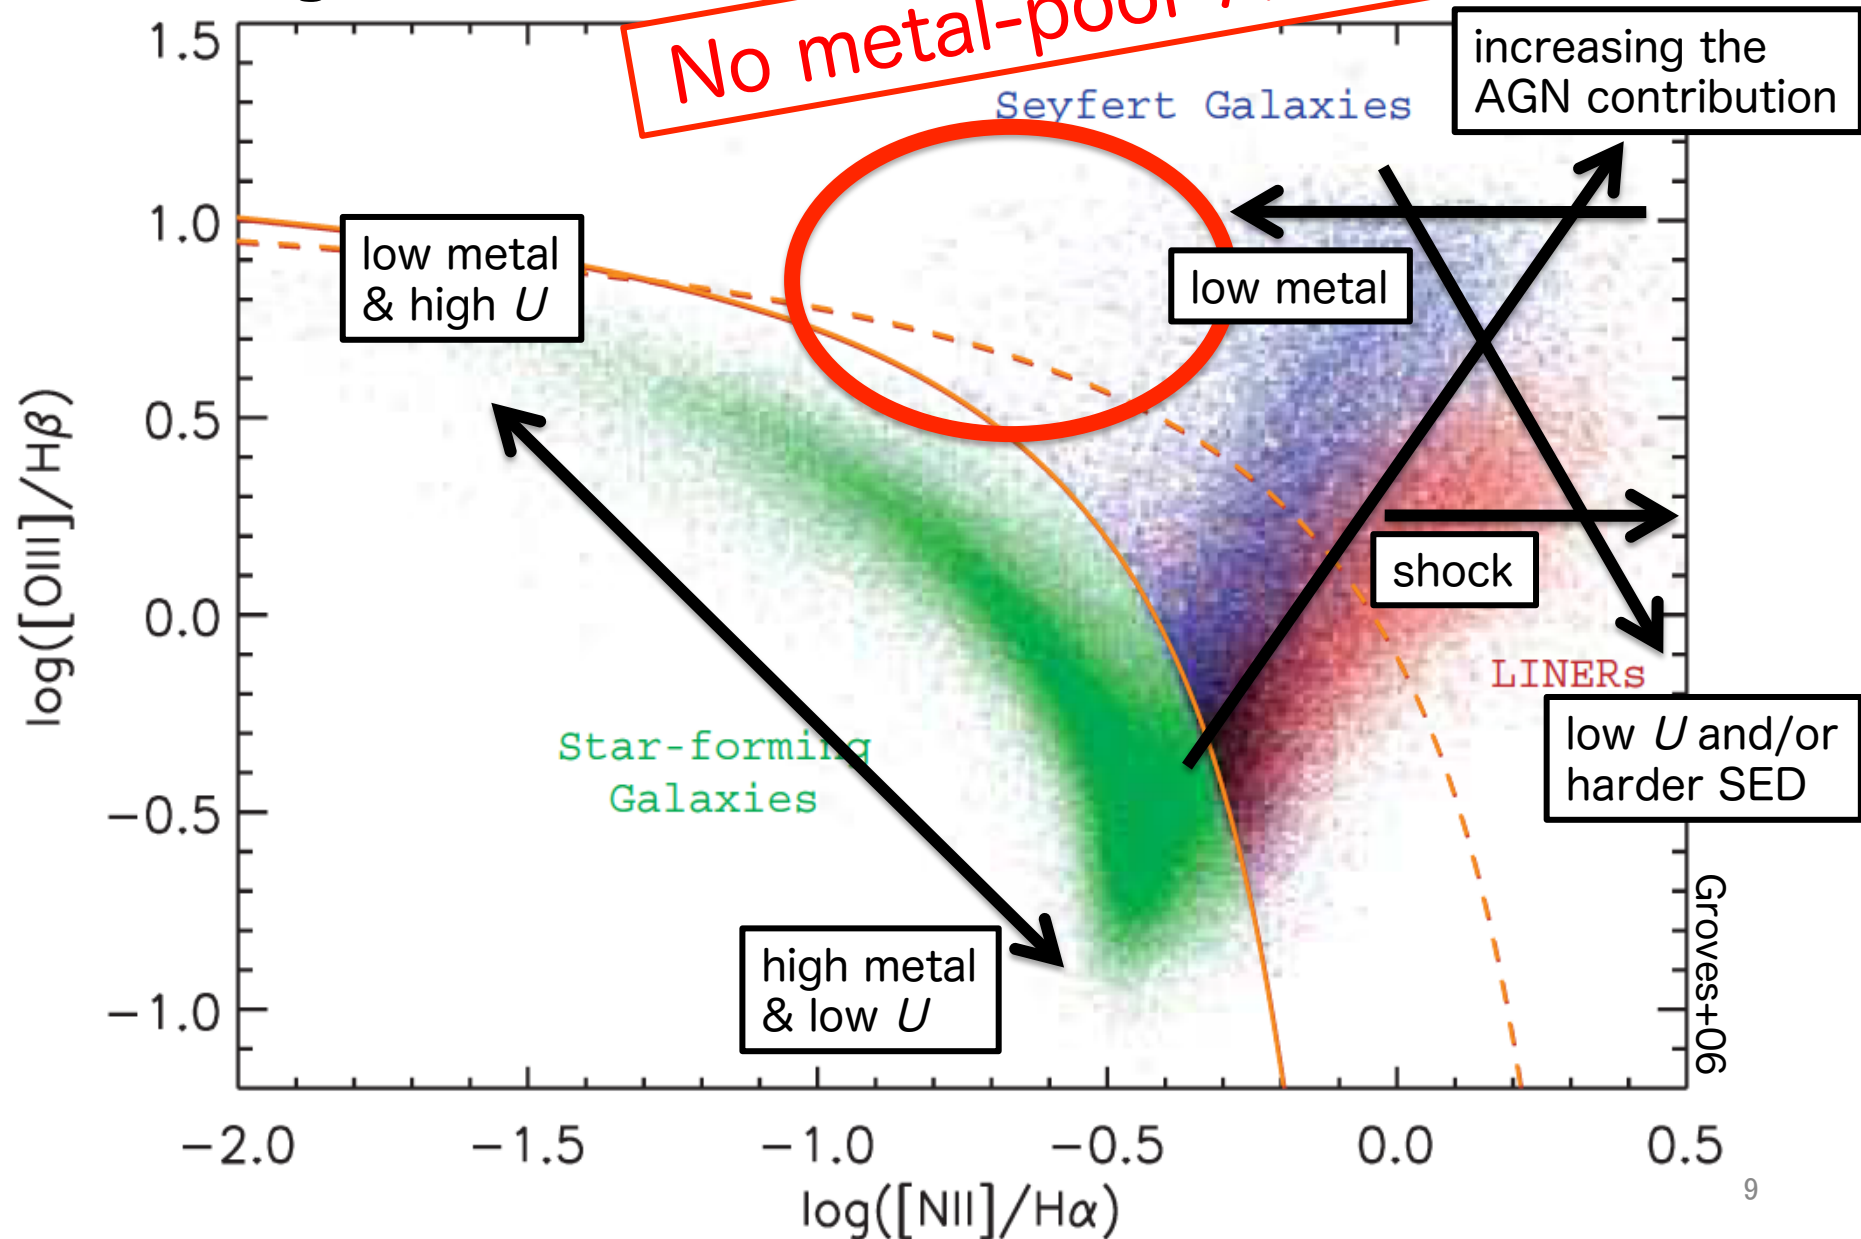 No metal-poor
increasing the
AGN contribution
Seyfert Galaxies
low metal
& high U
low metal
shock
LINERs
low U and/or
harder SED
Star-forming
Galaxies
high metal
& low U
Groves+06
log([OIII]/Hβ)
1.5
1.0
0.5
0.0
−0.5
−1.0
−2.0 −1.5 −1.0 −0.5 0.0 0.5
log([NII]/Hα)
9